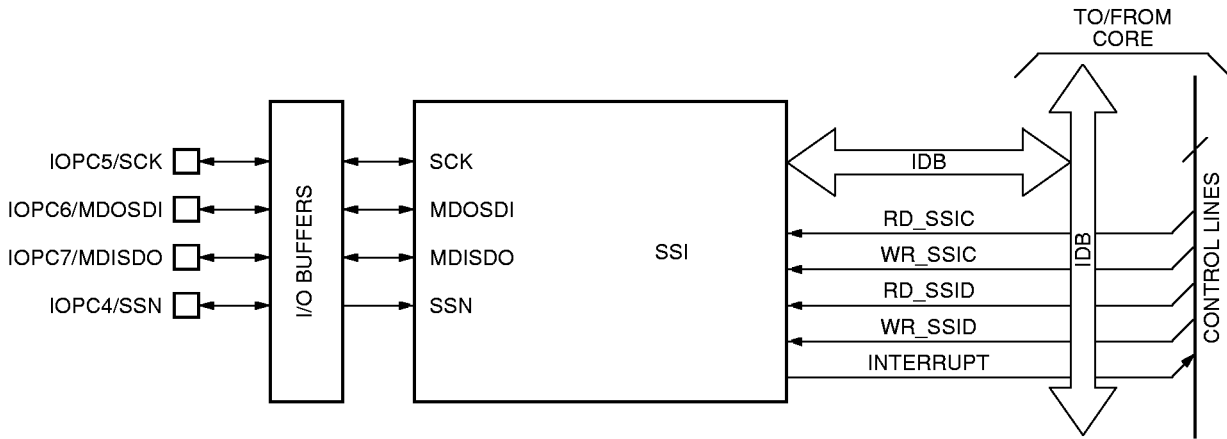 TO/FROM
CORE
IOPC5/SCK
IOPC6/MDOSDI
IOPC7/MDISDO
IOPC4/SSN
I/O BUFFERS
SCK
MDOSDI
MDISDO
SSN
SSI
IDB
RD_SSIC
WR_SSIC
RD_SSID
WR_SSID
INTERRUPT
IDB
CONTROL LINES